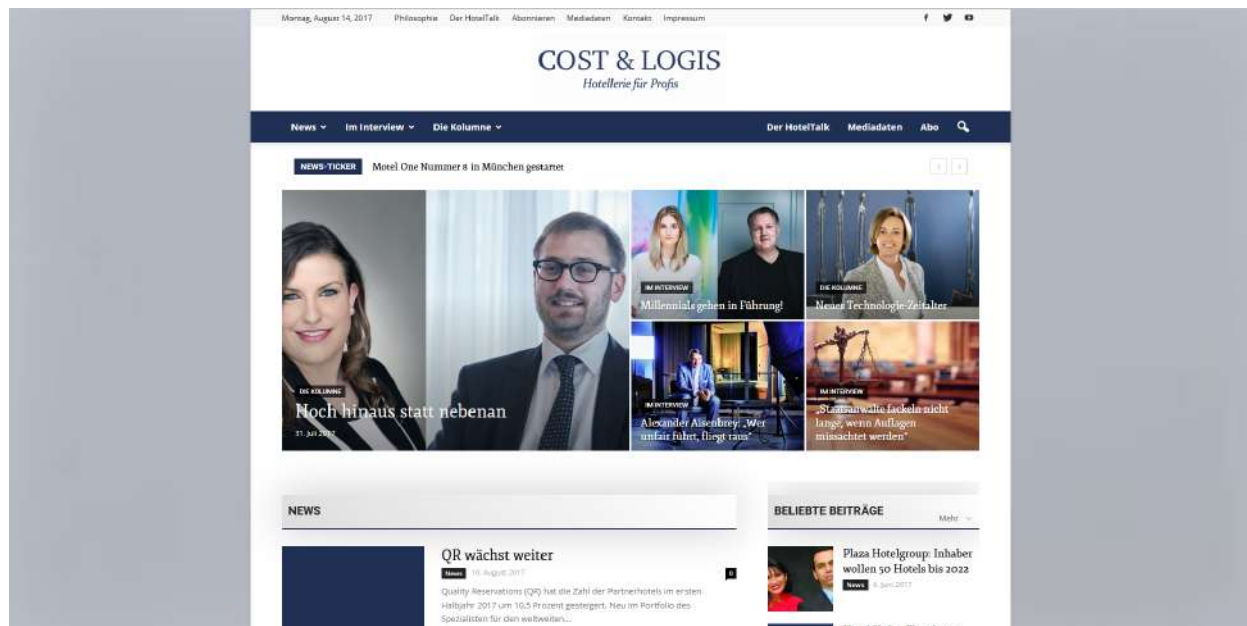 Montag, August 14, 2017 Philosophie Der HotelTalk Abonnieren Mediadaten Kontakt Impressum
COST & LOGIS
Hotellerie für Profis
News Im Interview Die Kolumne Der HotelTalk Mediadaten Abo
NEWS-TICKER Motel One Nummer 8 in München gestartet
DIE KOLUMNE
Hoch hinaus statt nebenan
31. Juli 2017
IM INTERVIEW
Millennials gehen in Führung!
DIE KOLUMNE
Neues Technologie-Zeitalter
IM INTERVIEW
Alexander Aisenbrey: „Wer
unfair führt, fliegt raus"
IM INTERVIEW
„Staatsanwälte fackeln nicht
lange, wenn Auflagen
missachtet werden"
NEWS
QR wächst weiter
News 10. August 2017 0
Quality Reservations (QR) hat die Zahl der Partnerhotels im ersten
Halbjahr 2017 um 10,5 Prozent gesteigert. Neu im Portfolio des
Spezialisten für den weltweiten...
BELIEBTE BEITRÄGE
Mehr
Plaza Hotelgroup: Inhaber
wollen 50 Hotels bis 2022
News 6. Juni 2017